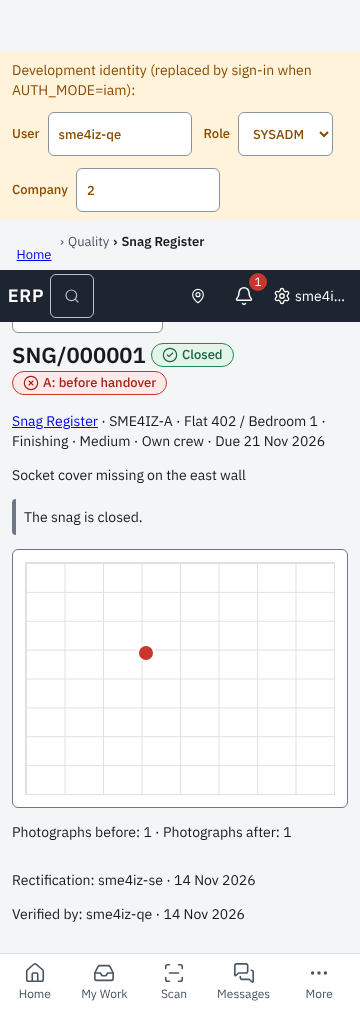 Development identity (replaced by sign-in when
AUTH_MODE=iam):
User sme4iz-qe Role SYSADM
Company 2
› Quality › Snag Register
Home
ERP 1 sme4i...
SNG/000001 Closed
A: before handover
Snag Register · SME4IZ-A · Flat 402 / Bedroom 1 ·
Finishing · Medium · Own crew · Due 21 Nov 2026
Socket cover missing on the east wall
The snag is closed.
Photographs before: 1 · Photographs after: 1
Rectification: sme4iz-se · 14 Nov 2026
Verified by: sme4iz-qe · 14 Nov 2026
Home My Work Scan Messages More